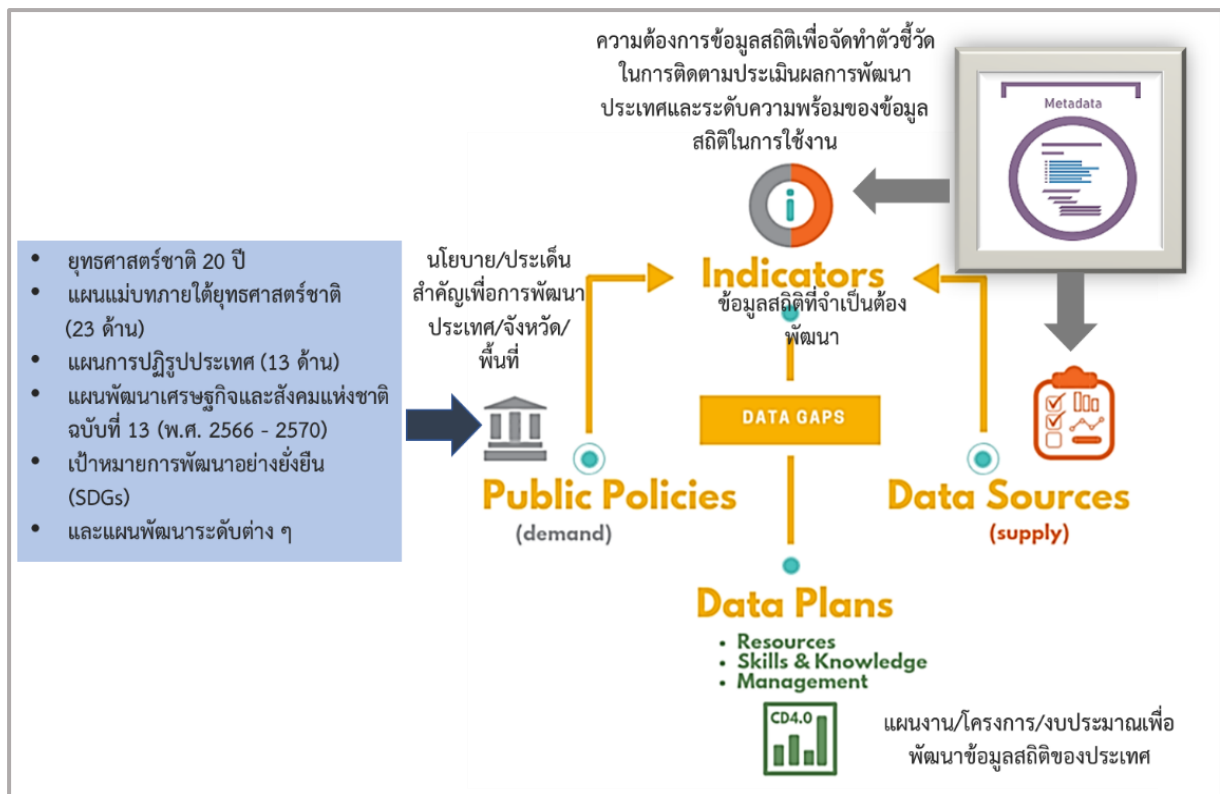 ความต้องการข้อมูลสถิติเพื่อจัดทำตัวชี้วัด
ในการติดตามประเมินผลการพัฒนา
ประเทศและระดับความพร้อมของข้อมูล
สถิติในการใช้งาน
Metadata
• ยุทธศาสตร์ชาติ 20 ปี
• แผนแม่บทภายใต้ยุทธศาสตร์ชาติ
(23 ด้าน)
• แผนการปฏิรูปประเทศ (13 ด้าน)
• แผนพัฒนาเศรษฐกิจและสังคมแห่งชาติ
ฉบับที่ 13 (พ.ศ. 2566 - 2570)
• เป้าหมายการพัฒนาอย่างยั่งยืน
(SDGs)
• และแผนพัฒนาระดับต่าง ๆ
นโยบาย/ประเด็น
สำคัญเพื่อการพัฒนา
ประเทศ/จังหวัด/
พื้นที่
Indicators
ข้อมูลสถิติที่จำเป็นต้อง
พัฒนา
DATA GAPS
Public Policies
(demand)
Data Sources
(supply)
Data Plans
• Resources
• Skills & Knowledge
• Management
CD4.0
แผนงาน/โครงการ/งบประมาณเพื่อ
พัฒนาข้อมูลสถิติของประเทศ